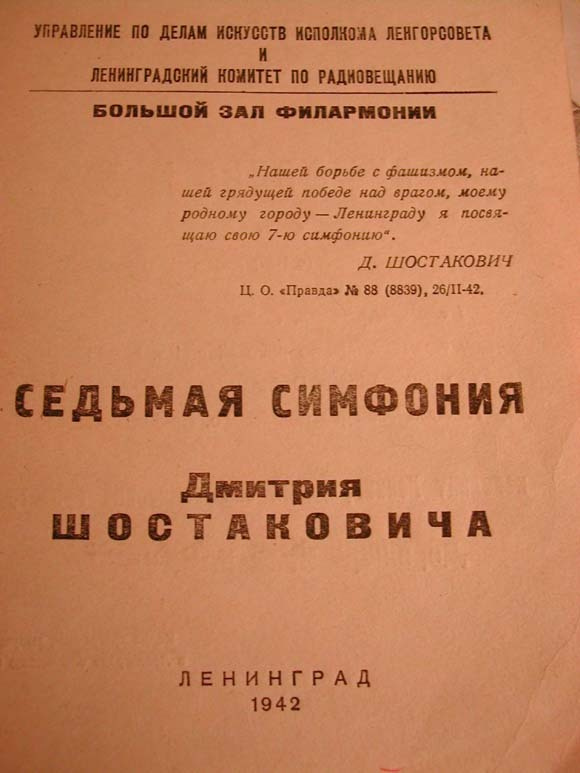 УПРАВЛЕНИЕ ПО ДЕЛАМ ИСКУССТВ ИСПОЛКОМА ЛЕНГОРСОВЕТА
И
ЛЕНИНГРАДСКИЙ КОМИТЕТ ПО РАДИОВЕЩАНИЮ
БОЛЬШОЙ ЗАЛ ФИЛАРМОНИИ
„Нашей борьбе с фашизмом, на-
шей грядущей победе над врагом, моему
родному городу — Ленинграду я посвя-
щаю свою 7-ю симфонию“.
Д. ШОСТАКОВИЧ
Ц. О. «Правда» № 88 (8839), 26/II-42.
СЕДЬМАЯ СИМФОНИЯ
Дмитрия
ШОСТАКОВИЧА
ЛЕНИНГРАД
1942